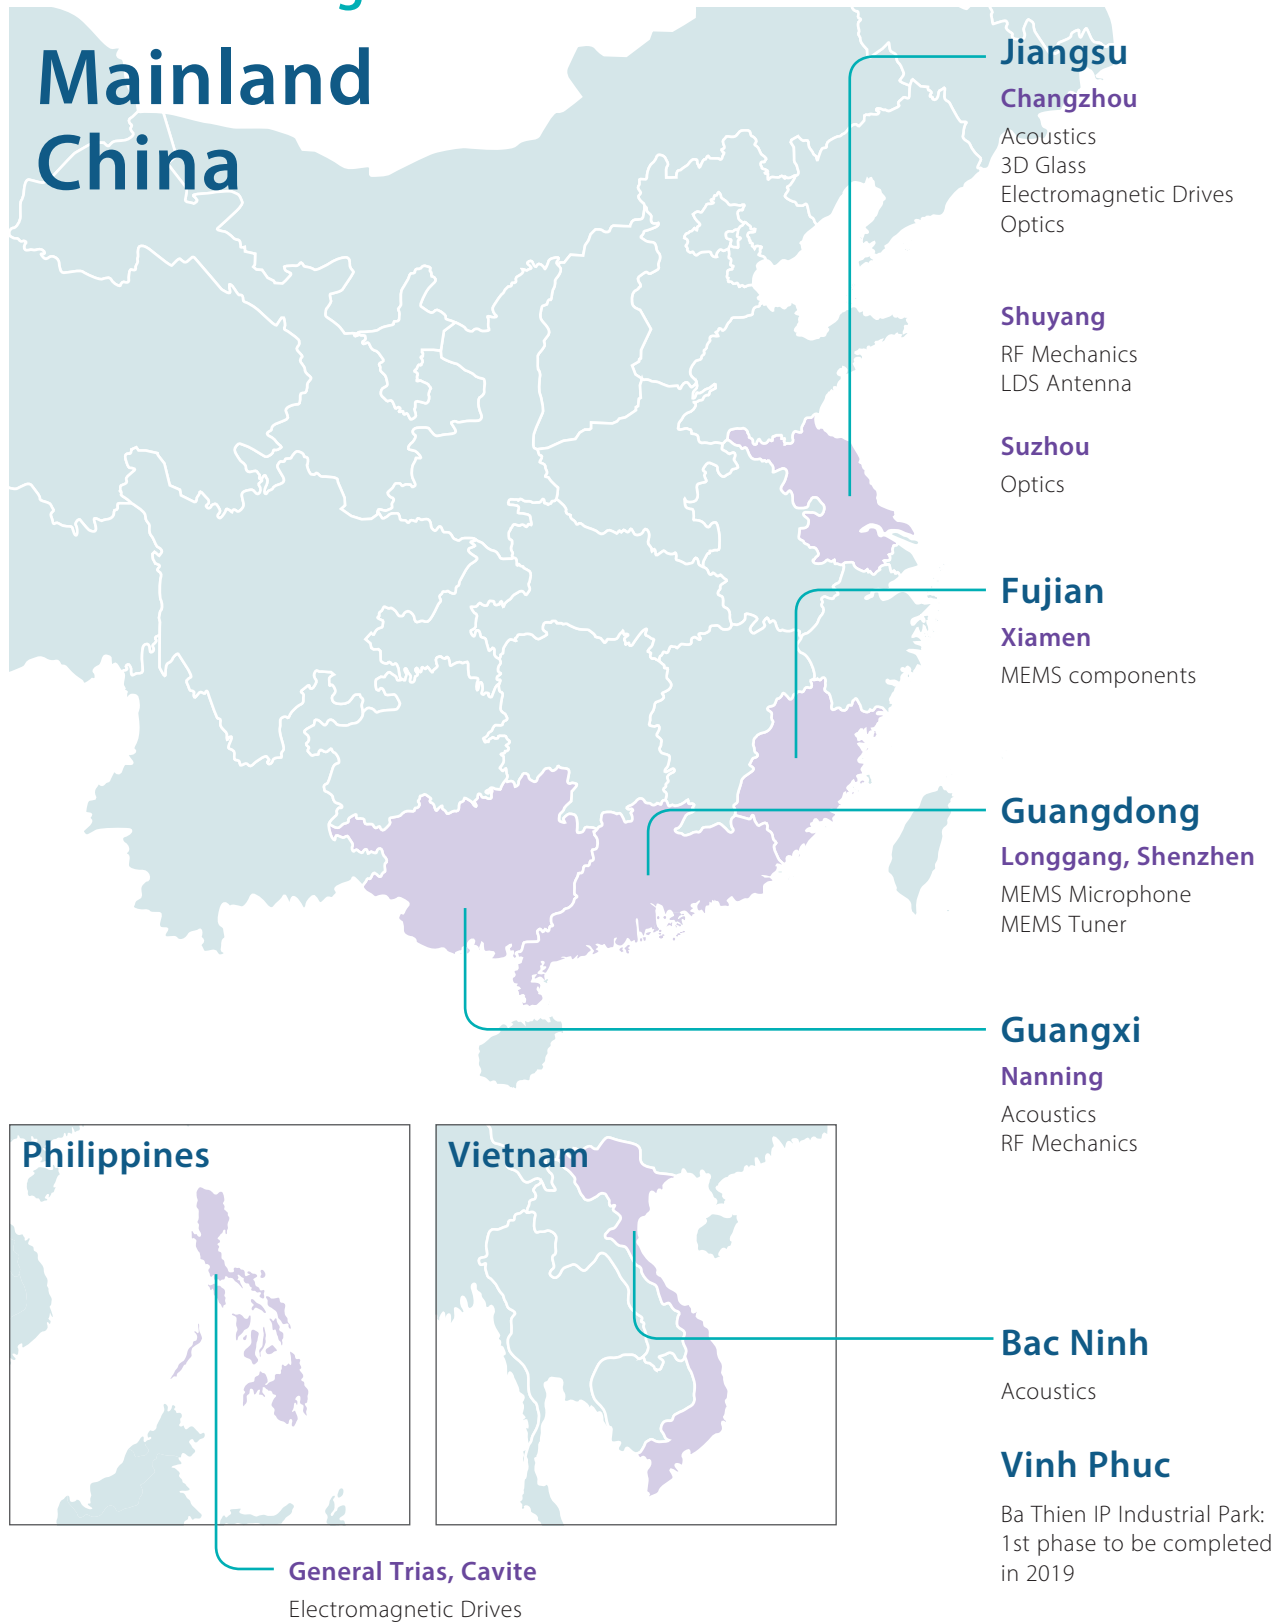 Mainland
China
Jiangsu
Changzhou
Acoustics
3D Glass
Electromagnetic Drives
Optics
Shuyang
RF Mechanics
LDS Antenna
Suzhou
Optics
Fujian
Xiamen
MEMS components
Guangdong
Longgang, Shenzhen
MEMS Microphone
MEMS Tuner
Guangxi
Nanning
Acoustics
RF Mechanics
Philippines
Vietnam
Bac Ninh
Acoustics
Vinh Phuc
Ba Thien IP Industrial Park:
1st phase to be completed
in 2019
General Trias, Cavite
Electromagnetic Drives